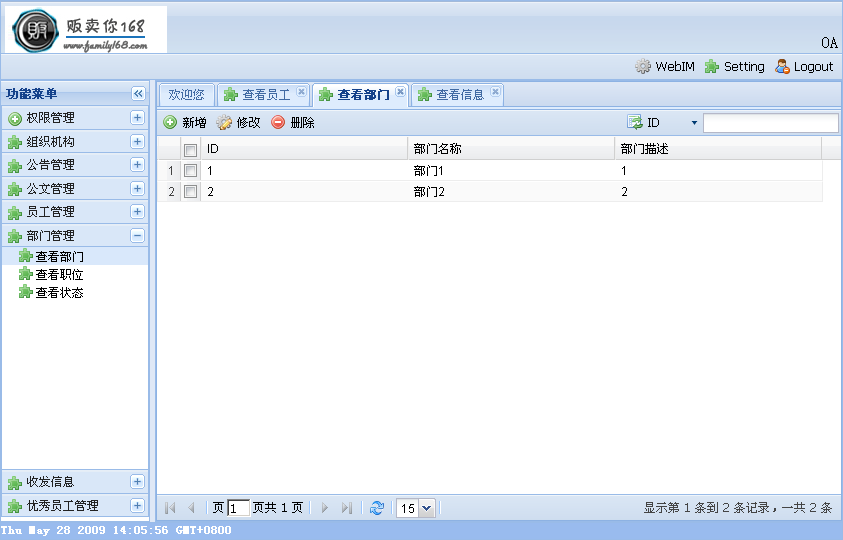 贩卖你168
www.family168.com
OA
WebIM Setting Logout
功能菜单
权限管理
组织机构
公告管理
公文管理
员工管理
部门管理
查看部门
查看职位
查看状态
收发信息
优秀员工管理
欢迎您 查看员工 查看部门 查看信息
新增 修改 删除 ID
ID 部门名称 部门描述
1 1 部门1 1
2 2 部门2 2
页 1 页共 1 页 15 显示第 1 条到 2 条记录，一共 2 条
Thu May 28 2009 14:05:56 GMT+0800